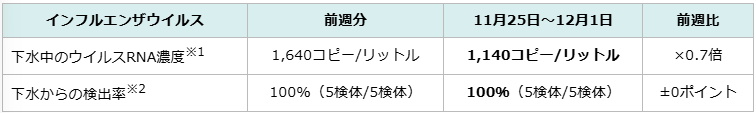 インフルエンザウイルス 前週分 11月25日～12月1日 前週比
下水中のウイルスRNA濃度※1 1,640コピー/リットル 1,140コピー/リットル ×0.7倍
下水からの検出率※2 100%（5検体/5検体） 100%（5検体/5検体） ±0ポイント